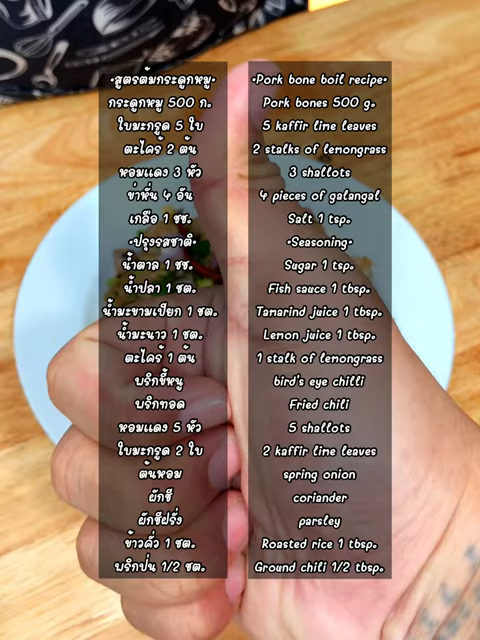 •สูตรต้มกระดูกหมู•
กระดูกหมู 500 ก.
ใบมะกรูด 5 ใบ
ตะไคร้ 2 ต้น
หอมแดง 3 หัว
ข่าหั่น 4 อัน
เกลือ 1 ชช.
•ปรุงรสชาติ•
น้ำตาล 1 ชช.
น้ำปลา 1 ชต.
น้ำมะขามเปียก 1 ชต.
น้ำมะนาว 1 ชต.
ตะไคร้ 1 ต้น
พริกขี้หนู
พริกทอด
หอมแดง 5 หัว
ใบมะกรูด 2 ใบ
ต้นหอม
ผักชี
ผักชีฝรั่ง
ข้าวคั่ว 1 ชต.
พริกป่น 1/2 ชต.
•Pork bone boil recipe•
Pork bones 500 g.
5 kaffir lime leaves
2 stalks of lemongrass
3 shallots
4 pieces of galangal
Salt 1 tsp.
•Seasoning•
Sugar 1 tsp.
Fish sauce 1 tbsp.
Tamarind juice 1 tbsp.
Lemon juice 1 tbsp.
1 stalk of lemongrass
bird's eye chilli
Fried chili
5 shallots
2 kaffir lime leaves
spring onion
coriander
parsley
Roasted rice 1 tbsp.
Ground chili 1/2 tbsp.